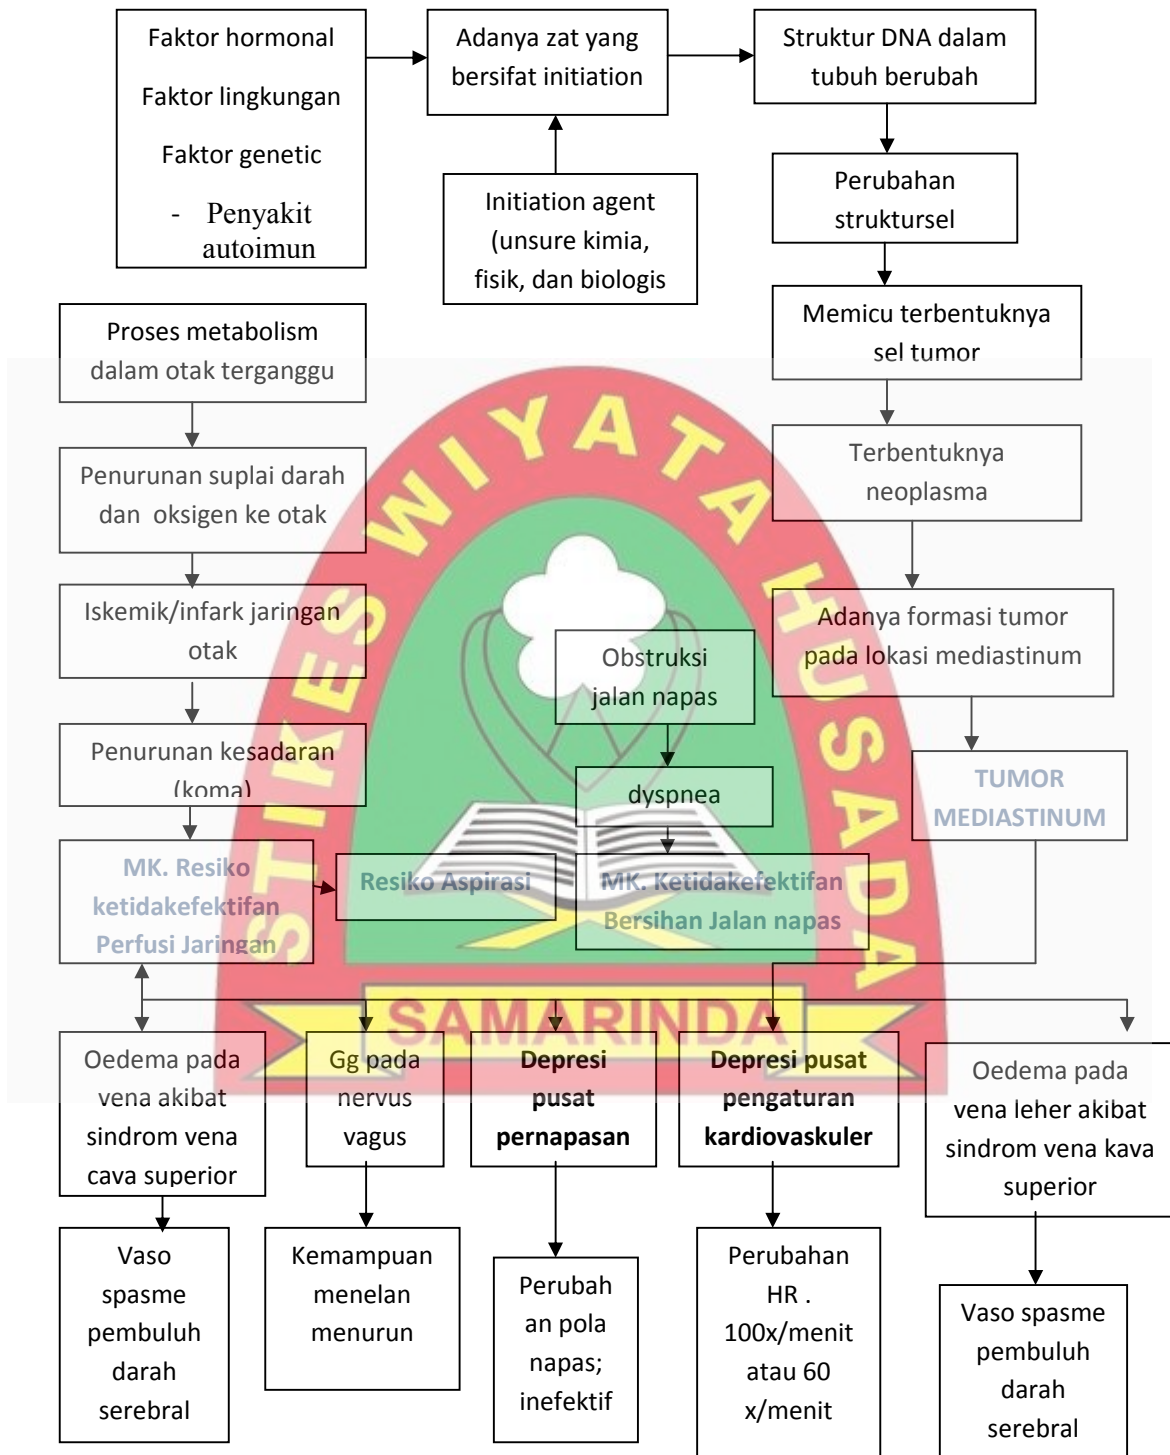 Faktor hormonal
Faktor lingkungan
Faktor genetic
- Penyakit
autoimun
Adanya zat yang
bersifat initiation
Struktur DNA dalam
tubuh berubah
Initiation agent
(unsure kimia,
fisik, dan biologis
Perubahan
struktursel
Memicu terbentuknya
sel tumor
Terbentuknya
neoplasma
Adanya formasi tumor
pada lokasi mediastinum
TUMOR
MEDIASTINUM
Proses metabolism
dalam otak terganggu
Penurunan suplai darah
dan oksigen ke otak
Iskemik/infark jaringan
otak
Penurunan kesadaran
(koma)
MK. Resiko
ketidakefektifan
Perfusi Jaringan
Resiko Aspirasi
Obstruksi
jalan napas
dyspnea
MK. Ketidakefektifan
Bersihan Jalan napas
STIKES WIYATA HUSADA
SAMARINDA
Oedema pada
vena akibat
sindrom vena
cava superior
Gg pada
nervus
vagus
Depresi
pusat
pernapasan
Depresi pusat
pengaturan
kardiovaskuler
Oedema pada
vena leher akibat
sindrom vena kava
superior
Vaso
spasme
pembuluh
darah
serebral
Kemampuan
menelan
menurun
Perubah
an pola
napas;
inefektif
Perubahan
HR .
100x/menit
atau 60
x/menit
Vaso spasme
pembuluh
darah
serebral